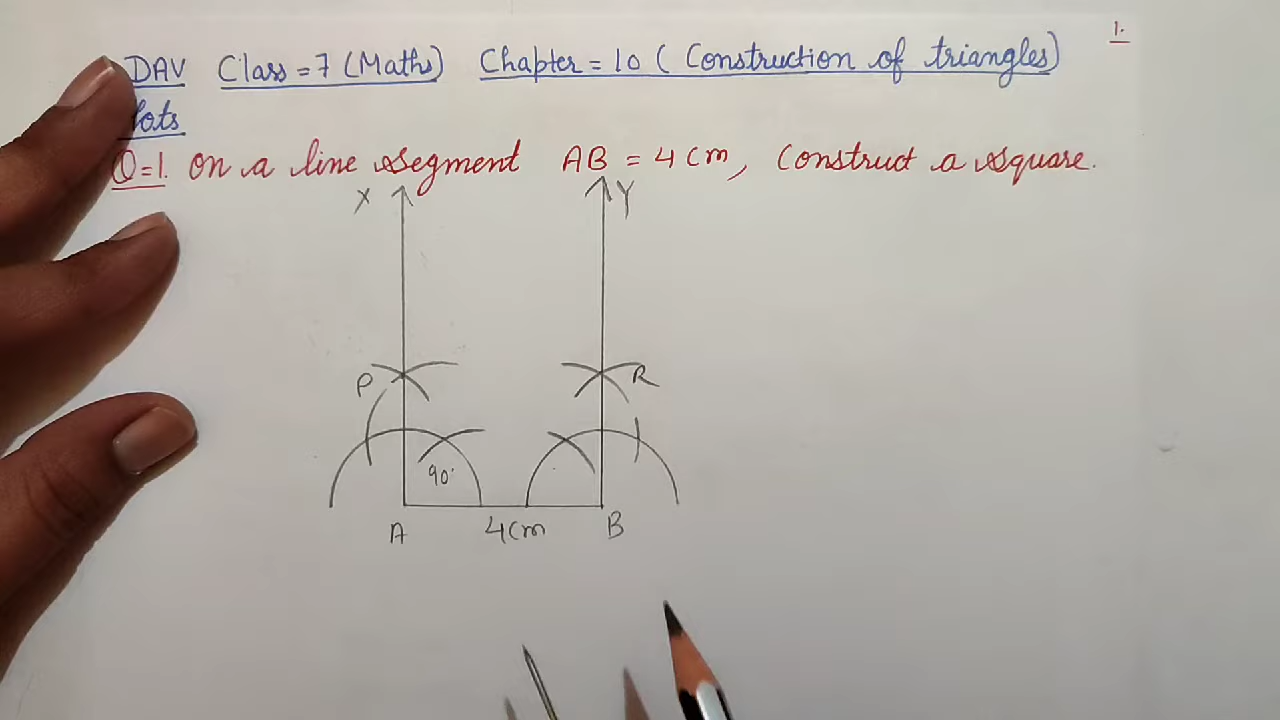 1.
DAV Class=7 (Maths) Chapter = 10 ( Construction of triangles)
Q=1. on a line segment AB = 4 cm, Construct a square.
X Y
P R
90°
A 4cm B